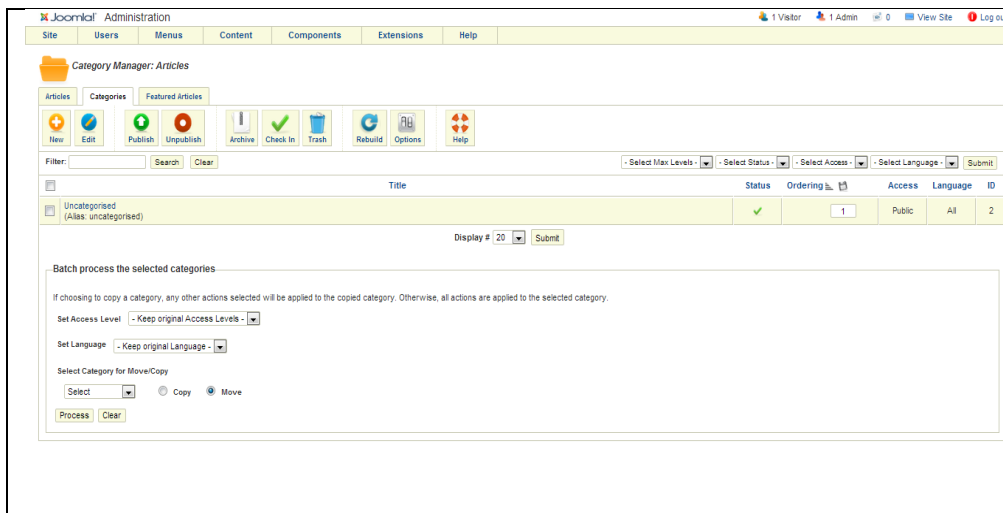 Joomla! Administration 1 Visitor 1 Admin 0 View Site Log ou
Site Users Menus Content Components Extensions Help
Category Manager: Articles
Articles Categories Featured Articles
New Edit Publish Unpublish Archive Check In Trash Rebuild Options Help
Filter: Search Clear - Select Max Levels - - Select Status - - Select Access - - Select Language - Submit
Title Status Ordering Access Language ID
Uncategorised
(Alias: uncategorised) 1 Public All 2
Display # 20 Submit
Batch process the selected categories
If choosing to copy a category, any other actions selected will be applied to the copied category. Otherwise, all actions are applied to the selected category.
Set Access Level - Keep original Access Levels -
Set Language - Keep original Language -
Select Category for Move/Copy
Select Copy Move
Process Clear